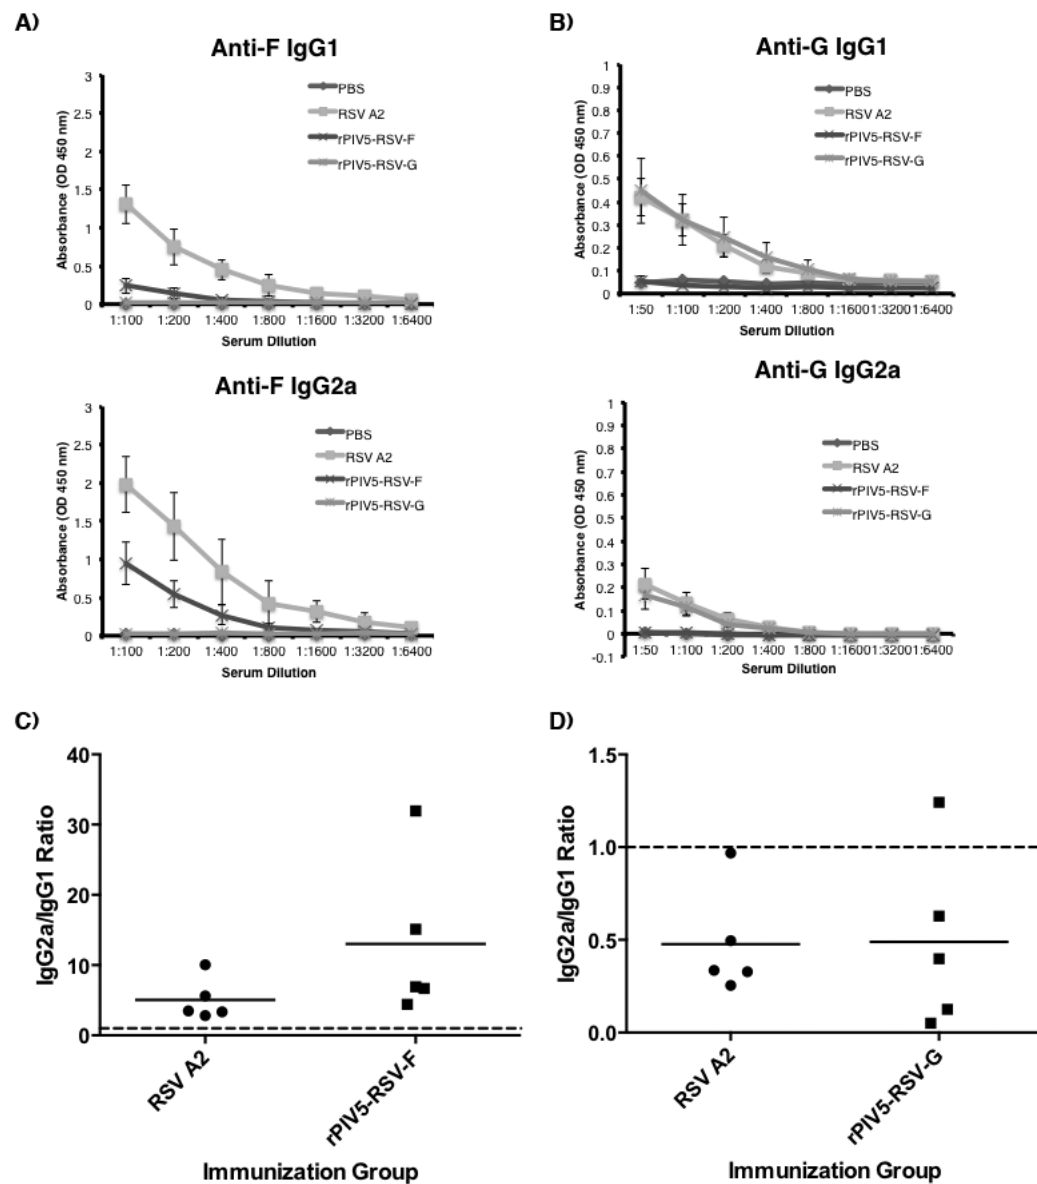 A)
Anti-F IgG1
Absorbance (OD 450 nm)
3
2.5
2
1.5
1
0.5
0
PBS
RSV A2
rPIV5-RSV-F
rPIV5-RSV-G
1:100 1:200 1:400 1:800 1:1600 1:3200 1:6400
Serum Dilution
B)
Anti-G IgG1
Absorbance (OD 450 nm)
1
0.9
0.8
0.7
0.6
0.5
0.4
0.3
0.2
0.1
0
PBS
RSV A2
rPIV5-RSV-F
rPIV5-RSV-G
1:50 1:100 1:200 1:400 1:800 1:1600 1:3200 1:6400
Serum Dilution
Anti-F IgG2a
Absorbance (OD 450 nm)
3
2.5
2
1.5
1
0.5
0
PBS
RSV A2
rPIV5-RSV-F
rPIV5-RSV-G
1:100 1:200 1:400 1:800 1:1600 1:3200 1:6400
Serum Dilution
Anti-G IgG2a
Absorbance (OD 450 nm)
1
0.9
0.8
0.7
0.6
0.5
0.4
0.3
0.2
0.1
0
-0.1
PBS
RSV A2
rPIV5-RSV-F
rPIV5-RSV-G
1:50 1:100 1:200 1:400 1:800 1:1600 1:3200 1:6400
Serum Dilution
C)
IgG2a/IgG1 Ratio
40
30
20
10
0
RSV A2
rPIV5-RSV-F
Immunization Group
D)
IgG2a/IgG1 Ratio
1.5
1.0
0.5
0.0
RSV A2
rPIV5-RSV-G
Immunization Group